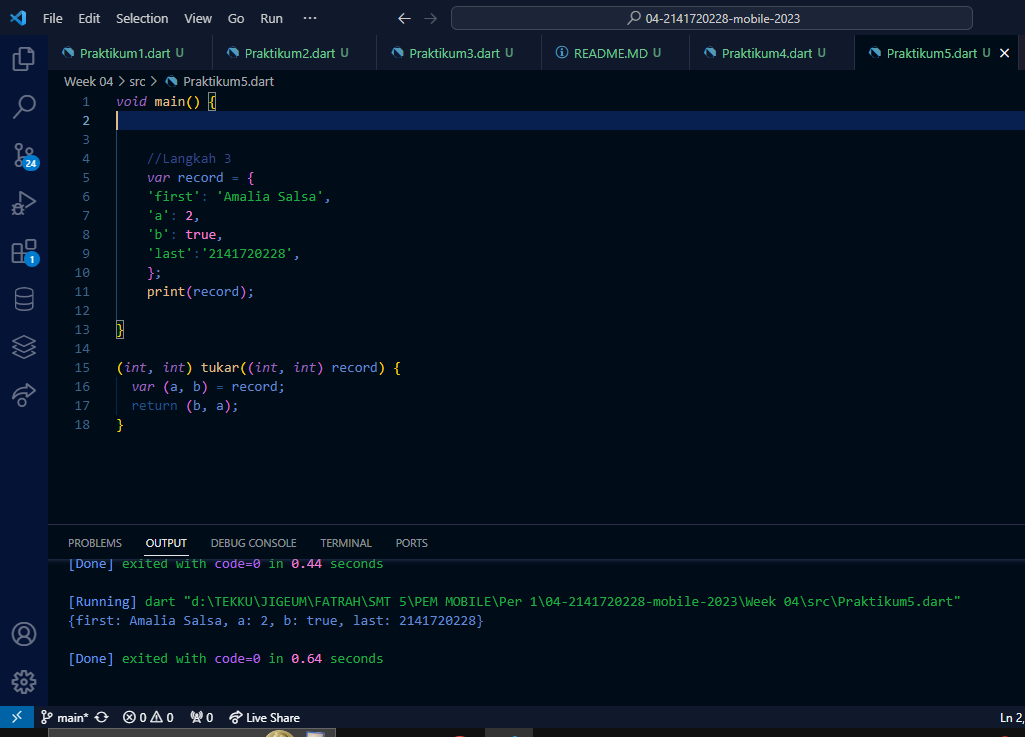 File Edit Selection View Go Run ··· ← → 04-2141720228-mobile-2023
Praktikum1.dart U Praktikum2.dart U Praktikum3.dart U README.MD U Praktikum4.dart U Praktikum5.dart U
Week 04 > src > Praktikum5.dart
1 void main() {
2
3
4 //Langkah 3
5 var record = {
6 'first': 'Amalia Salsa',
7 'a': 2,
8 'b': true,
9 'last':'2141720228',
10 };
11 print(record);
12
13 }
14
15 (int, int) tukar((int, int) record) {
16 var (a, b) = record;
17 return (b, a);
18 }
24
1
PROBLEMS OUTPUT DEBUG CONSOLE TERMINAL PORTS
[Done] exited with code=0 in 0.44 seconds
[Running] dart "d:\TEKKU\JIGEUM\FATRAH\SMT 5\PEM MOBILE\Per 1\04-2141720228-mobile-2023\Week 04\src\Praktikum5.dart"
{first: Amalia Salsa, a: 2, b: true, last: 2141720228}
[Done] exited with code=0 in 0.64 seconds
main* 0 0 0 Live Share Ln 2,